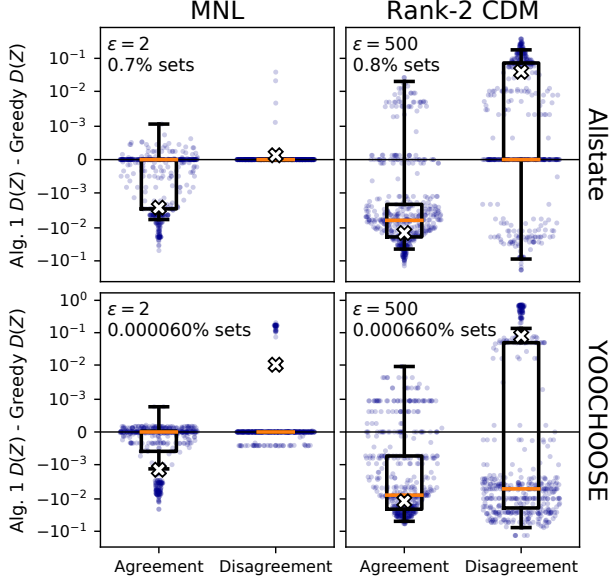 MNL
Rank-2 CDM
Alg. 1 D(Z) - Greedy D(Z)
10⁻¹
10⁻²
10⁻³
0
−10⁻³
−10⁻²
−10⁻¹
ε = 2
0.7% sets
ε = 500
0.8% sets
Allstate
Alg. 1 D(Z) - Greedy D(Z)
10⁰
10⁻¹
10⁻²
10⁻³
0
−10⁻³
−10⁻²
−10⁻¹
ε = 2
0.000060% sets
ε = 500
0.000660% sets
YOOCHOOSE
Agreement
Disagreement
Agreement
Disagreement